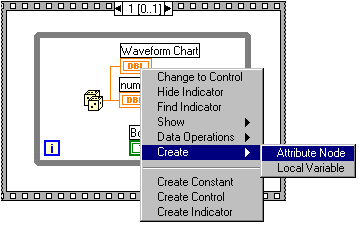 1 [0..1]
Waveform Chart
DBL
num
DBL
Change to Control
Hide Indicator
Find Indicator
Show
Data Operations
Create
Attribute Node
Local Variable
Create Constant
Create Control
Create Indicator
Bo
i